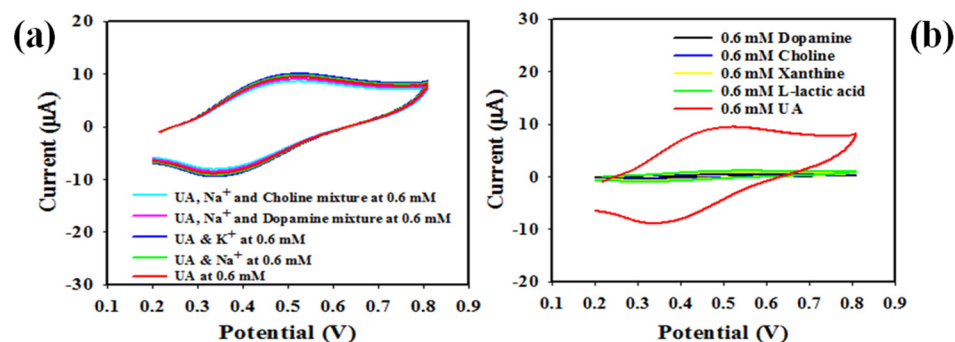 (a)
20
10
0
-10
-20
-30
Current (µA)
UA, Na⁺ and Choline mixture at 0.6 mM
UA, Na⁺ and Dopamine mixture at 0.6 mM
UA & K⁺ at 0.6 mM
UA & Na⁺ at 0.6 mM
UA at 0.6 mM
0.1 0.2 0.3 0.4 0.5 0.6 0.7 0.8 0.9
Potential (V)
(b)
30
20
10
0
-10
-20
Current (µA)
0.6 mM Dopamine
0.6 mM Choline
0.6 mM Xanthine
0.6 mM L-lactic acid
0.6 mM UA
0.1 0.2 0.3 0.4 0.5 0.6 0.7 0.8 0.9
Potential (V)